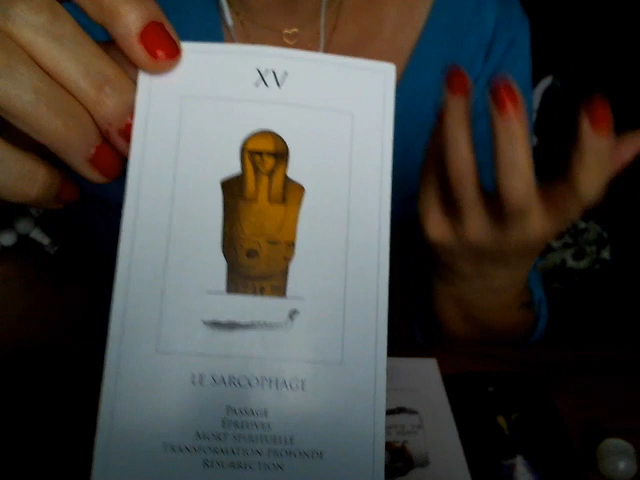 XV
LE SARCOPHAGE
PASSAGE
ÉPREUVES
MORT SPIRITUELLE
TRANSFORMATION PROFONDE
RÉSURRECTION